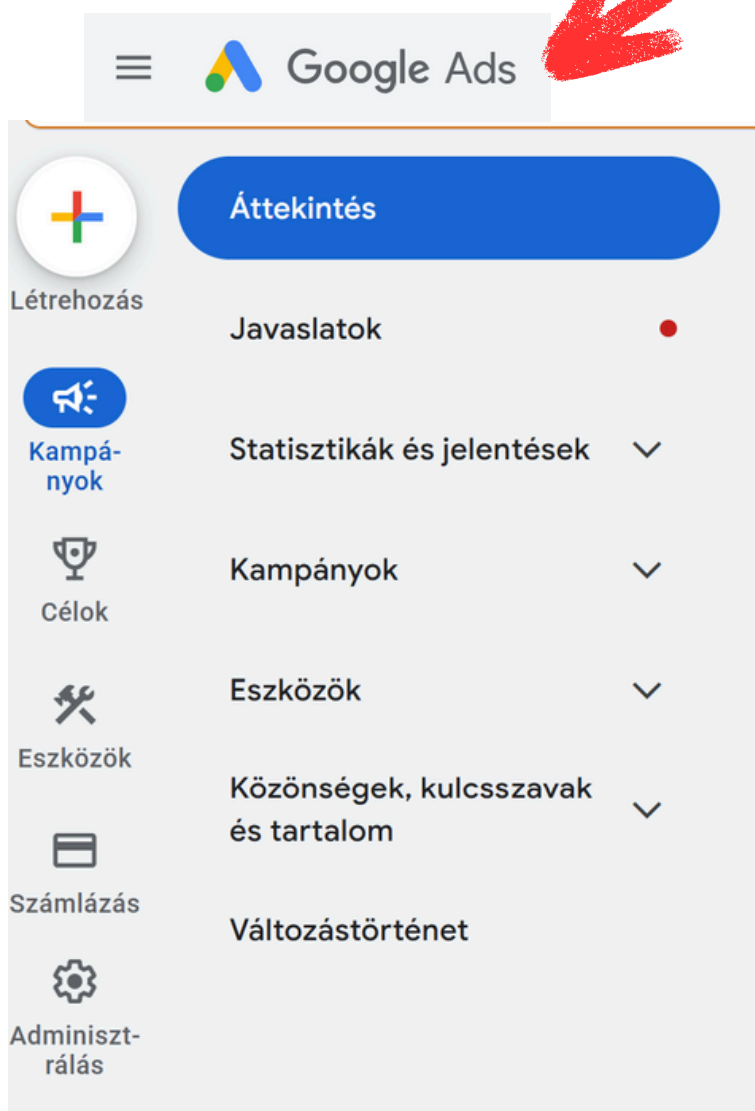 Google Ads
Létrehozás
Kampá-
nyok
Célok
Eszközök
Számlázás
Adminiszt-
rálás
Áttekintés
Javaslatok
Statisztikák és jelentések
Kampányok
Eszközök
Közönségek, kulcsszavak
és tartalom
Változástörténet